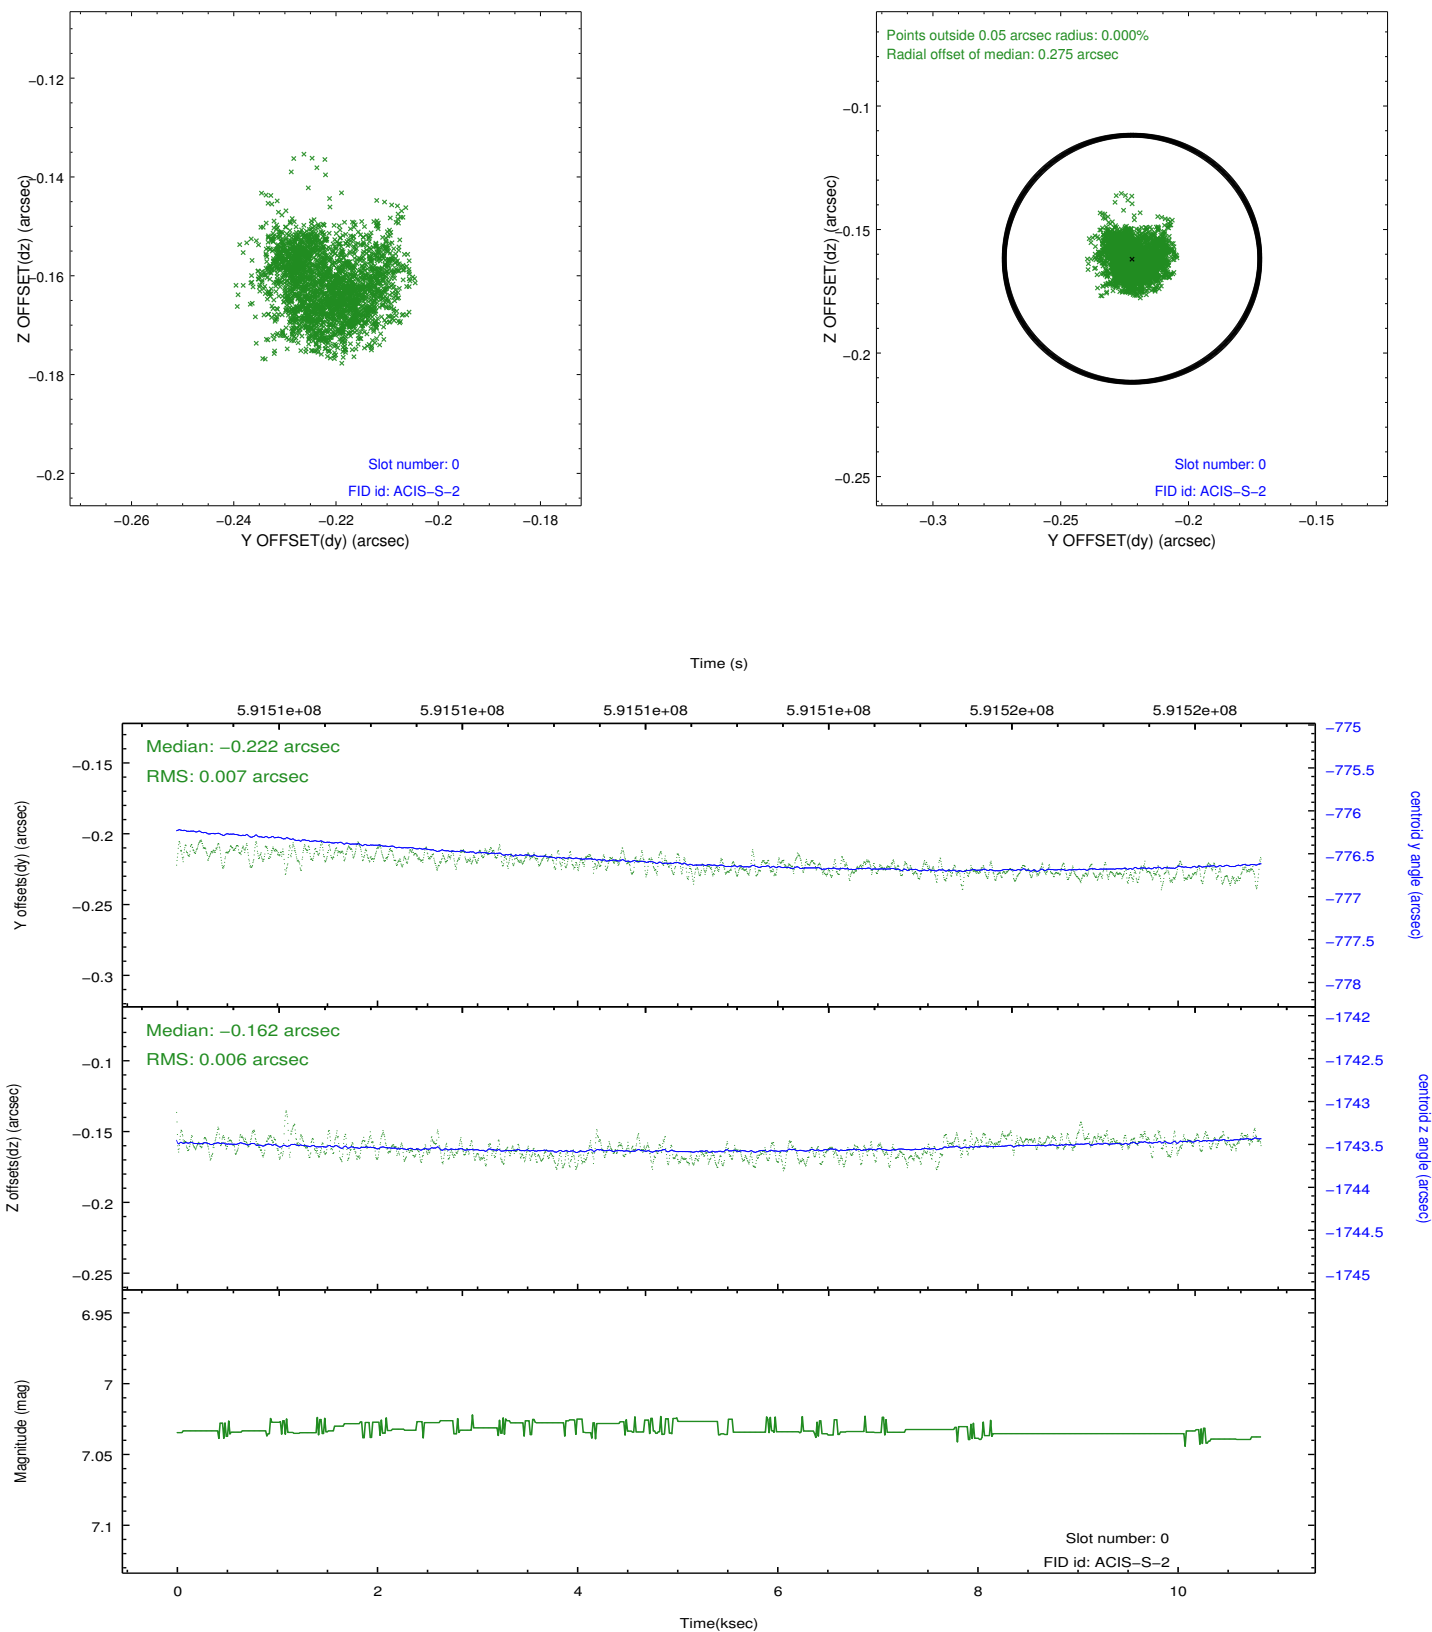 −0.12
−0.14
−0.16
−0.18
−0.2
Z OFFSET(dz) (arcsec)
Slot number: 0
FID id: ACIS−S−2
−0.26
−0.24
−0.22
−0.2
−0.18
Y OFFSET(dy) (arcsec)
Points outside 0.05 arcsec radius: 0.000%
Radial offset of median: 0.275 arcsec
−0.1
−0.15
−0.2
−0.25
Z OFFSET(dz) (arcsec)
Slot number: 0
FID id: ACIS−S−2
−0.3
−0.25
−0.2
−0.15
Y OFFSET(dy) (arcsec)
Time (s)
5.9151e+08
5.9151e+08
5.9151e+08
5.9151e+08
5.9152e+08
5.9152e+08
Median: −0.222 arcsec
RMS: 0.007 arcsec
−0.15
−0.2
−0.25
−0.3
Y offsets(dy) (arcsec)
−775
−775.5
−776
−776.5
−777
−777.5
−778
centroid y angle (arcsec)
Median: −0.162 arcsec
RMS: 0.006 arcsec
−0.1
−0.15
−0.2
−0.25
Z offsets(dz) (arcsec)
−1742
−1742.5
−1743
−1743.5
−1744
−1744.5
−1745
centroid z angle (arcsec)
6.95
7
7.05
7.1
Magnitude (mag)
Slot number: 0
FID id: ACIS−S−2
0
2
4
6
8
10
Time(ksec)